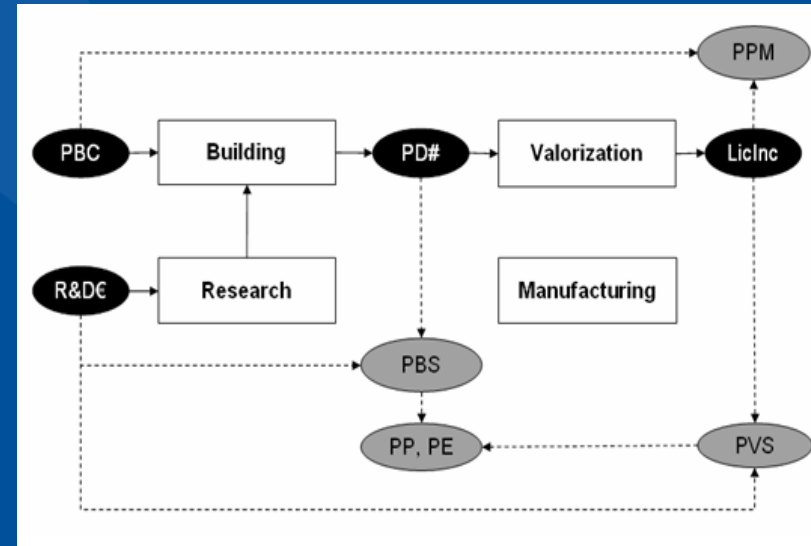 PPM
PBC
Building
PD#
Valorization
LicInc
R&D€
Research
Manufacturing
PBS
PP, PE
PVS